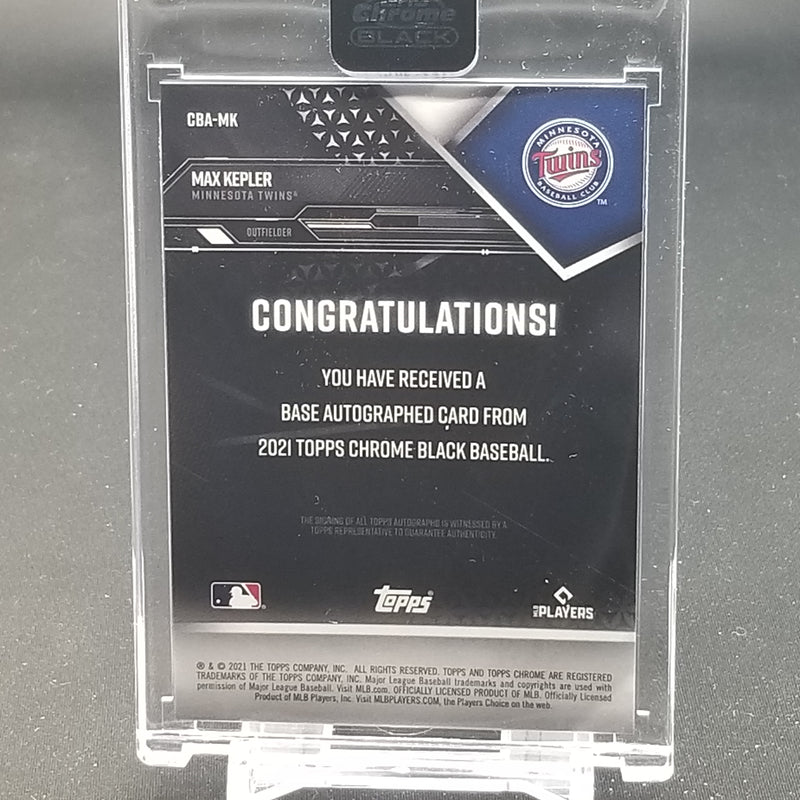 Chrome
BLACK
CBA-MK
MINNESOTA
Twins
BASEBALL CLUB
TM
MAX KEPLER
MINNESOTA TWINS®
OUTFIELDER
CONGRATULATIONS!
YOU HAVE RECEIVED A
BASE AUTOGRAPHED CARD FROM
2021 TOPPS CHROME BLACK BASEBALL.
THE SIGNING OF ALL TOPPS AUTOGRAPHS IS WITNESSED BY A
TOPPS REPRESENTATIVE TO GUARANTEE AUTHENTICITY.
topps
MLB PLAYERS
® & © 2021 THE TOPPS COMPANY, INC. ALL RIGHTS RESERVED. TOPPS AND TOPPS CHROME ARE REGISTERED
TRADEMARKS OF THE TOPPS COMPANY, INC. Major League Baseball trademarks and copyrights are used with
permission of Major League Baseball. Visit MLB.com. OFFICIALLY LICENSED PRODUCT OF MLB. Officially Licensed
Product of MLB Players, Inc. Visit MLBPLAYERS.COM, the Players Choice on the web.